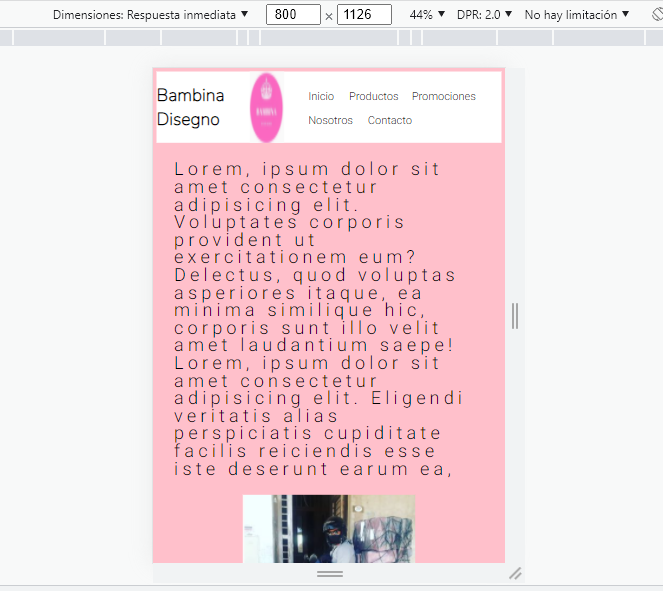 Dimensiones: Respuesta inmediata ▼ 800 × 1126 44% ▼ DPR: 2.0 ▼ No hay limitación ▼
Bambina
Disegno
BAMBINA
Inicio Productos Promociones
Nosotros Contacto
Lorem, ipsum dolor sit
amet consectetur
adipisicing elit.
Voluptates corporis
provident ut
exercitationem eum?
Delectus, quod voluptas
asperiores itaque, ea
minima similique hic,
corporis sunt illo velit
amet laudantium saepe!
Lorem, ipsum dolor sit
amet consectetur
adipisicing elit. Eligendi
veritatis alias
perspiciatis cupiditate
facilis reiciendis esse
iste deserunt earum ea,